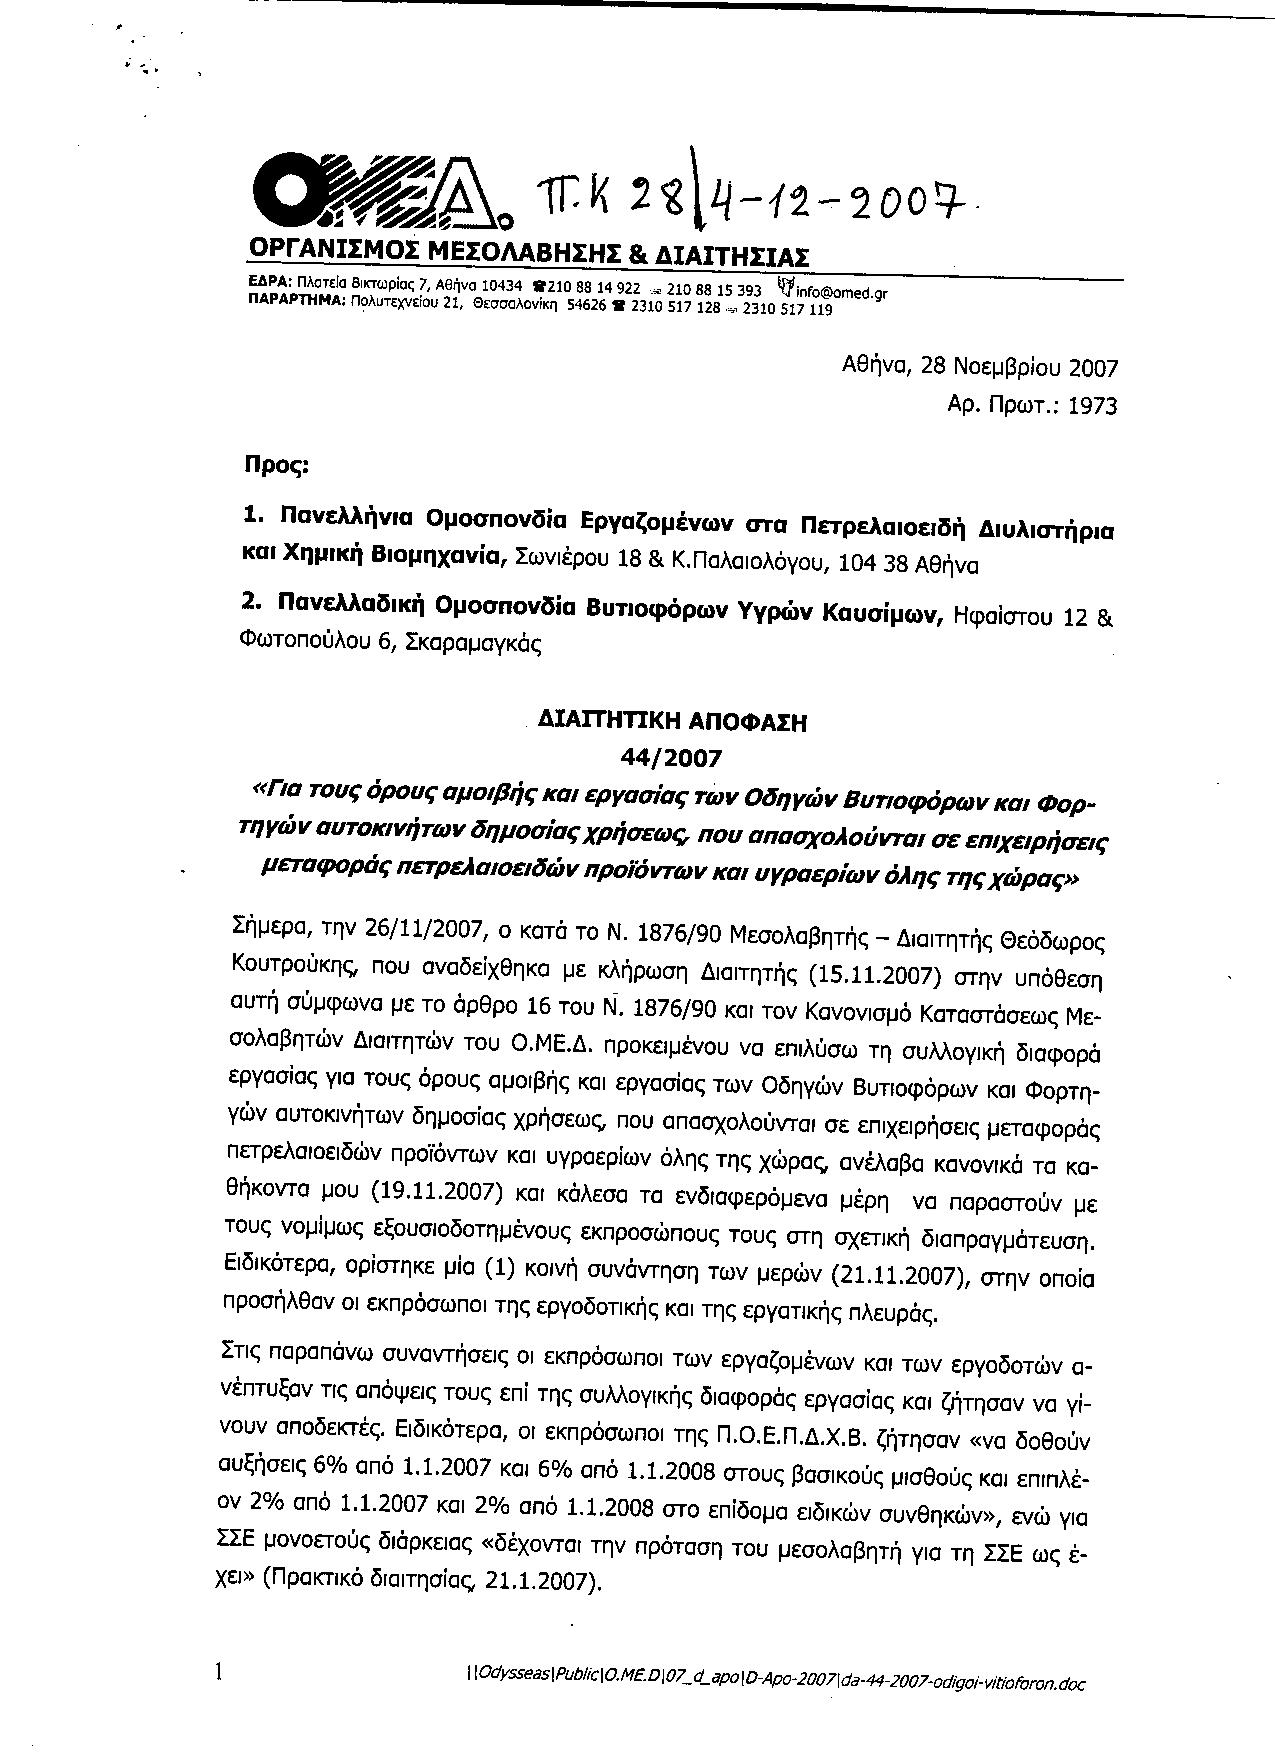 Ο.ΜΕ.Δ. π.κ 28/4-12-2007.
ΟΡΓΑΝΙΣΜΟΣ ΜΕΣΟΛΑΒΗΣΗΣ & ΔΙΑΙΤΗΣΙΑΣ
ΕΔΡΑ: Πλατεία Βικτωρίας 7, Αθήνα 10434 ☎210 88 14 922 210 88 15 393 info@omed.gr
ΠΑΡΑΡΤΗΜΑ: Πολυτεχνείου 21, Θεσσαλονίκη 54626 ☎ 2310 517 128 2310 517 119
Αθήνα, 28 Νοεμβρίου 2007
Αρ. Πρωτ.: 1973
Προς:
1. Πανελλήνια Ομοσπονδία Εργαζομένων στα Πετρελαιοειδή Διυλιστήρια
και Χημική Βιομηχανία, Σωνιέρου 18 & Κ.Παλαιολόγου, 104 38 Αθήνα
2. Πανελλαδική Ομοσπονδία Βυτιοφόρων Υγρών Καυσίμων, Ηφαίστου 12 &
Φωτοπούλου 6, Σκαραμαγκάς
ΔΙΑΙΤΗΤΙΚΗ ΑΠΟΦΑΣΗ
44/2007
«Για τους όρους αμοιβής και εργασίας των Οδηγών Βυτιοφόρων και Φορ-
τηγών αυτοκινήτων δημοσίας χρήσεως, που απασχολούνται σε επιχειρήσεις
μεταφοράς πετρελαιοειδών προϊόντων και υγραερίων όλης της χώρας»
Σήμερα, την 26/11/2007, ο κατά το Ν. 1876/90 Μεσολαβητής – Διαιτητής Θεόδωρος
Κουτρούκης, που αναδείχθηκα με κλήρωση Διαιτητής (15.11.2007) στην υπόθεση
αυτή σύμφωνα με το άρθρο 16 του Ν. 1876/90 και τον Κανονισμό Καταστάσεως Με-
σολαβητών Διαιτητών του Ο.ΜΕ.Δ. προκειμένου να επιλύσω τη συλλογική διαφορά
εργασίας για τους όρους αμοιβής και εργασίας των Οδηγών Βυτιοφόρων και Φορτη-
γών αυτοκινήτων δημοσίας χρήσεως, που απασχολούνται σε επιχειρήσεις μεταφοράς
πετρελαιοειδών προϊόντων και υγραερίων όλης της χώρας, ανέλαβα κανονικά τα κα-
θήκοντα μου (19.11.2007) και κάλεσα τα ενδιαφερόμενα μέρη να παραστούν με
τους νομίμως εξουσιοδοτημένους εκπροσώπους τους στη σχετική διαπραγμάτευση.
Ειδικότερα, ορίστηκε μία (1) κοινή συνάντηση των μερών (21.11.2007), στην οποία
προσήλθαν οι εκπρόσωποι της εργοδοτικής και της εργατικής πλευράς.
Στις παραπάνω συναντήσεις οι εκπρόσωποι των εργαζομένων και των εργοδοτών α-
νέπτυξαν τις απόψεις τους επί της συλλογικής διαφοράς εργασίας και ζήτησαν να γί-
νουν αποδεκτές. Ειδικότερα, οι εκπρόσωποι της Π.Ο.Ε.Π.Δ.Χ.Β. ζήτησαν «να δοθούν
αυξήσεις 6% από 1.1.2007 και 6% από 1.1.2008 στους βασικούς μισθούς και επιπλέ-
ον 2% από 1.1.2007 και 2% από 1.1.2008 στο επίδομα ειδικών συνθηκών», ενώ για
ΣΣΕ μονοετούς διάρκειας «δέχονται την πρόταση του μεσολαβητή για τη ΣΣΕ ως έ-
χει» (Πρακτικό διαιτησίας, 21.1.2007).
1 \\Odysseas\Public\O.ME.D\07_d_apo\D-Apo-2007\da-44-2007-odigoi-vitioforon.doc